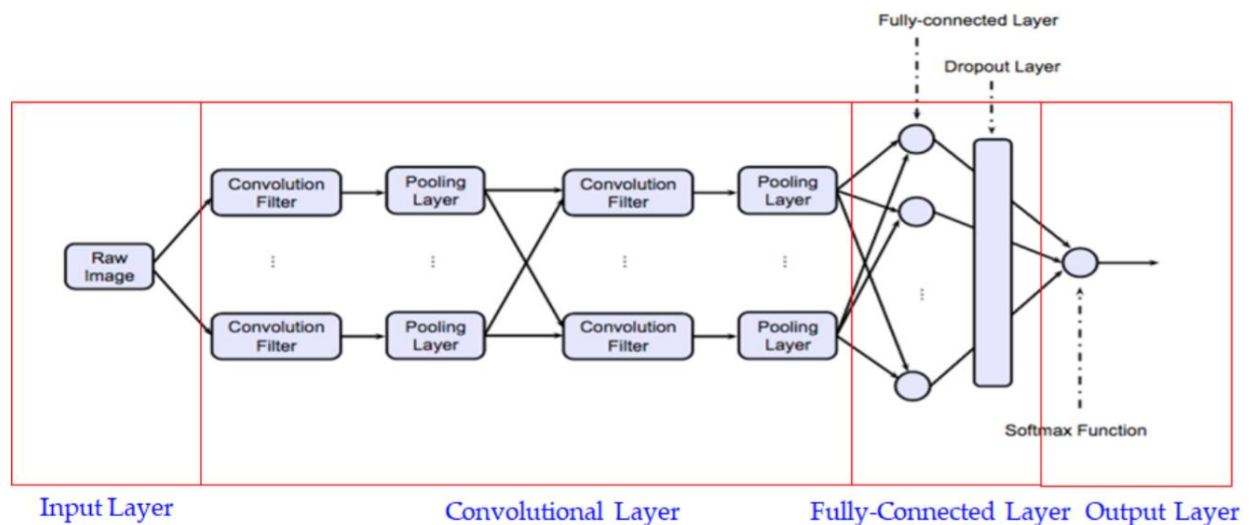 Fully-connected Layer
Dropout Layer
Convolution
Filter
Pooling
Layer
Convolution
Filter
Pooling
Layer
Raw
Image
...
...
...
...
...
Convolution
Filter
Pooling
Layer
Convolution
Filter
Pooling
Layer
Softmax Function
Input Layer
Convolutional Layer
Fully-Connected Layer
Output Layer